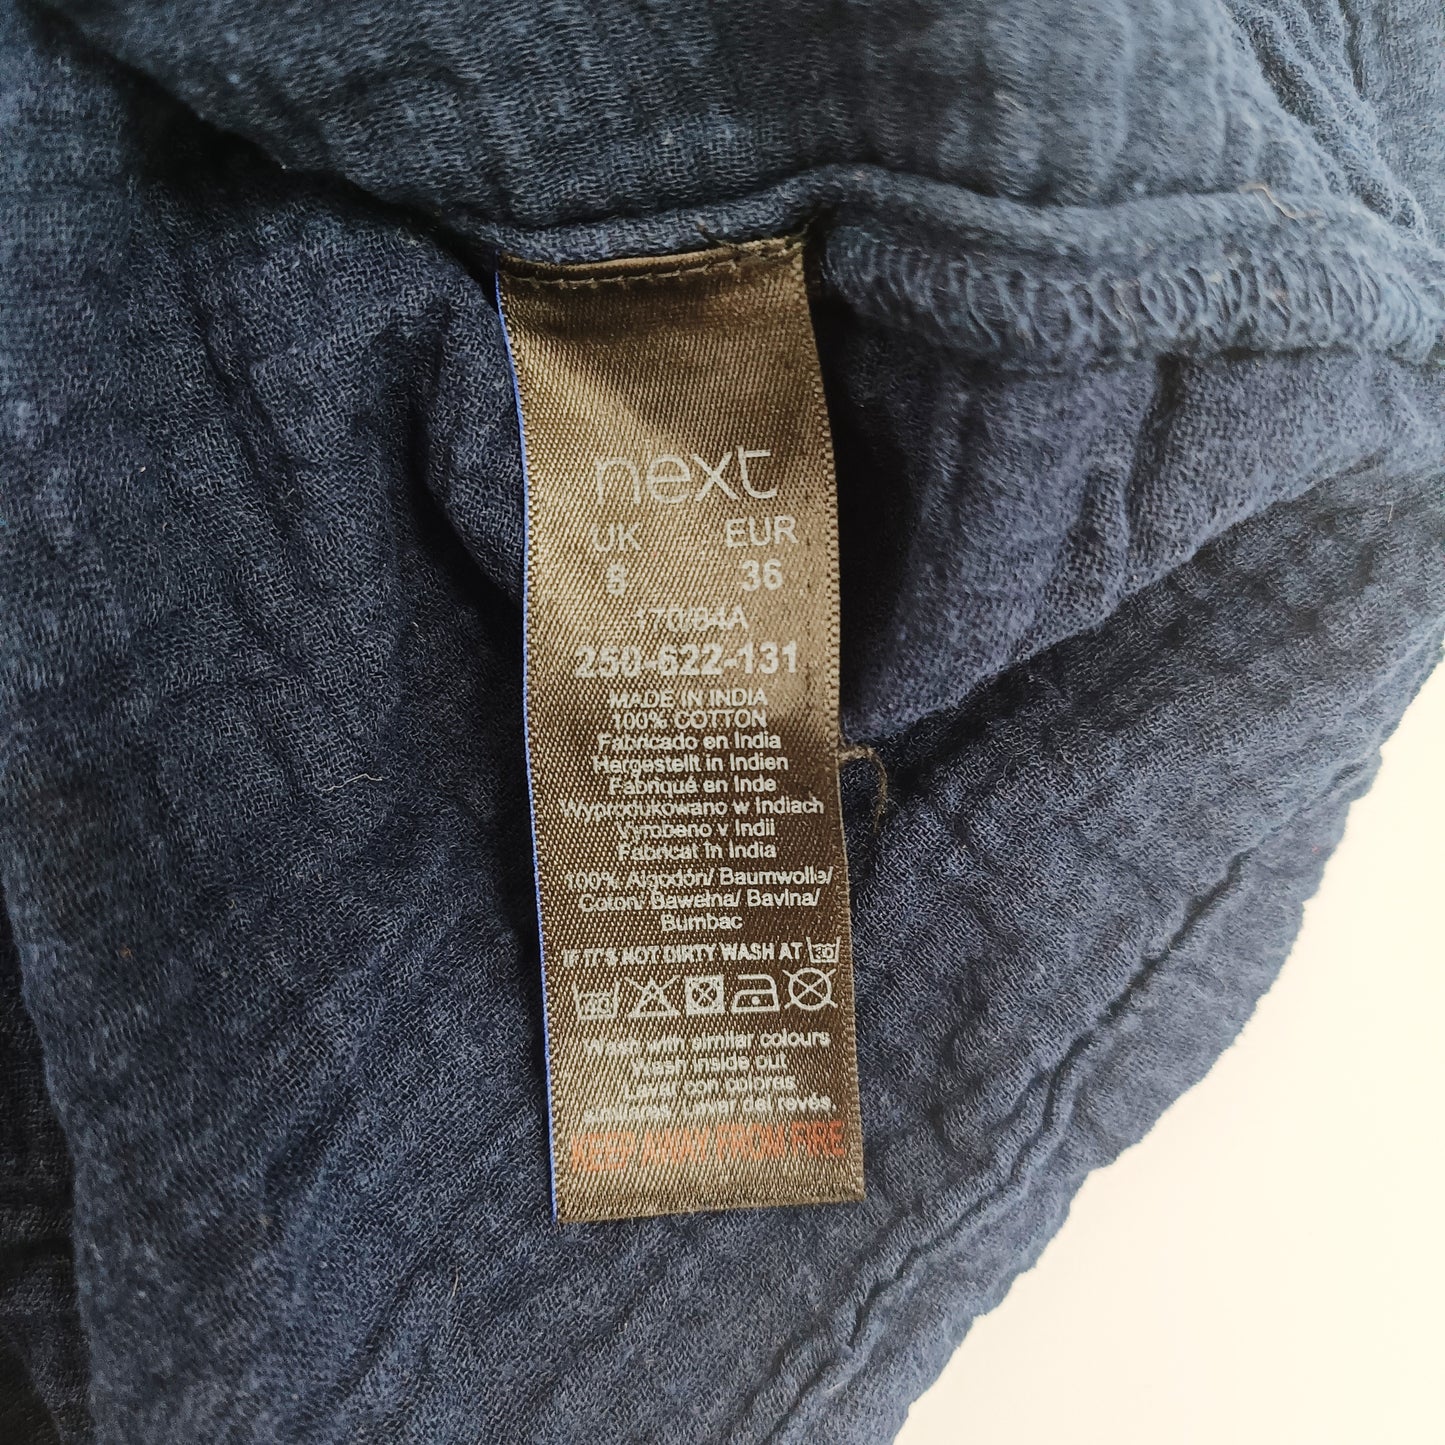 next
UK EUR
8 36
170/84A
250-622-131
MADE IN INDIA
100% COTTON
Fabricado en India
Hergestellt in Indien
Fabriqué en Inde
Wyprodukowano w Indiach
Vyrobeno v Indii
Fabricat în India
100% Algodón/ Baumwolle/
Coton/ Bawełna/ Bavlna/
Bumbac
IF IT'S NOT DIRTY WASH AT 30
Wash with similar colours
Wash inside out
Lavar con colores
similares/ Lavar del revés.
KEEP AWAY FROM FIRE